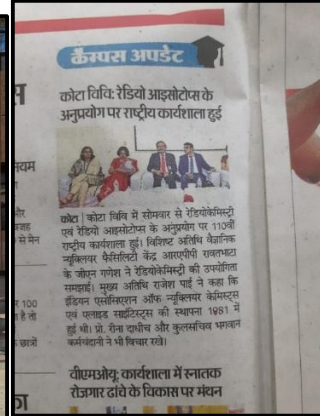 कैंम्पस अपडेट
कोटा विवि: रेडियो आइसोटोप्स के
अनुप्रयोग पर राष्ट्रीय कार्यशाला हुई
कोटा | कोटा विवि में सोमवार से रेडियोकेमिस्ट्री
एवं रेडियो आइसोटोप्स के अनुप्रयोग पर 110वीं
राष्ट्रीय कार्यशाला हुई। विशिष्ट अतिथि वैज्ञानिक
न्यूक्लियर फैसिलिटी केंद्र आरएपीपी रावतभाटा
के जीएन गणेश ने रेडियोकेमिस्ट्री की उपयोगिता
समझाई। मुख्य अतिथि राजेश पाई ने कहा कि
इंडियन एसोसिएशन ऑफ न्यूक्लियर केमिस्ट्स
एवं एलाइड साइंटिस्ट्स की स्थापना 1981 में
हुई थी। प्रो. रीना दाधीच और कुलसचिव भगवान
कर्मचंदानी ने भी विचार रखे।
वीएमओयू: कार्यशाला में स्नातक
रोजगार ढांचे के विकास पर मंथन